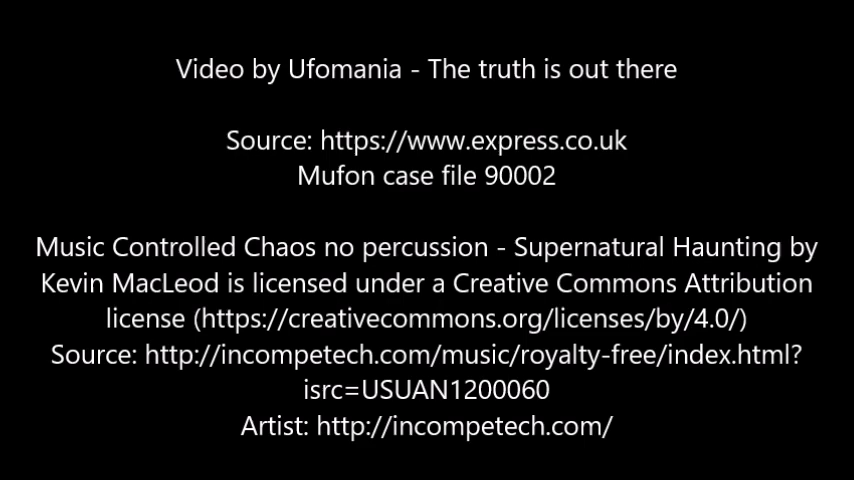 Video by Ufomania - The truth is out there
Source: https://www.express.co.uk
Mufon case file 90002
Music Controlled Chaos no percussion - Supernatural Haunting by
Kevin MacLeod is licensed under a Creative Commons Attribution
license (https://creativecommons.org/licenses/by/4.0/)
Source: http://incompetech.com/music/royalty-free/index.html?
isrc=USUAN1200060
Artist: http://incompetech.com/